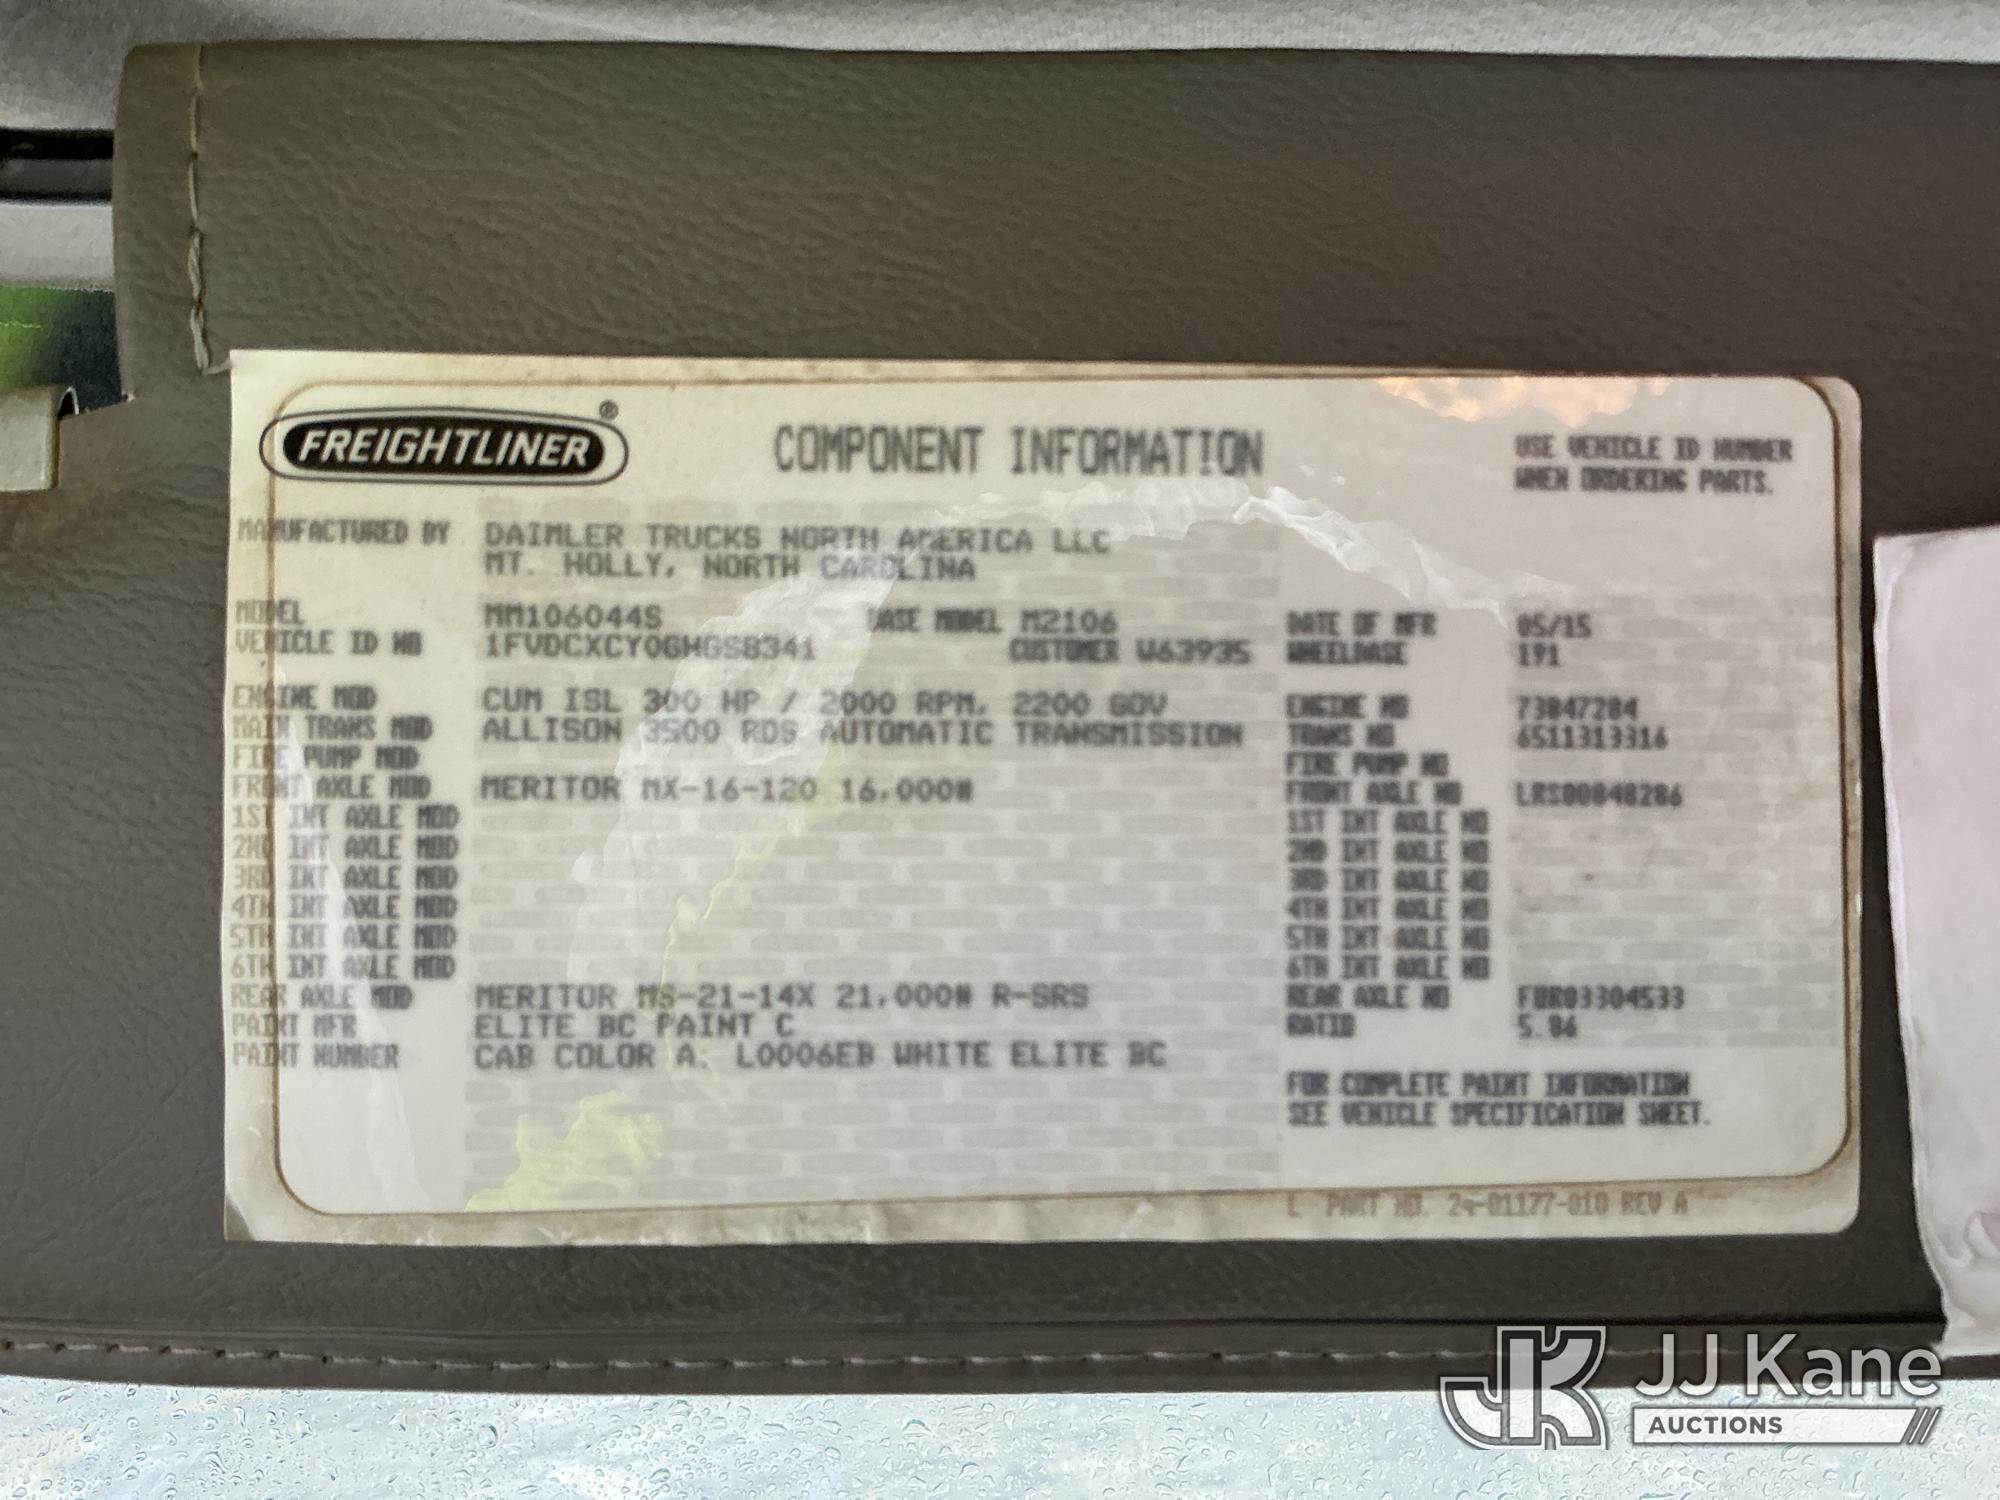 FREIGHTLINER ®
COMPONENT INFORMATION
USE VEHICLE ID NUMBER
WHEN ORDERING PARTS.
MANUFACTURED BY DAIMLER TRUCKS NORTH AMERICA LLC
MT. HOLLY, NORTH CAROLINA
MODEL MM106044S BASE MODEL M2106 DATE OF MFR 05/15
VEHICLE ID NO 1FVDCXCY0GHGS8341 CUSTOMER W63935 WHEELBASE 191
ENGINE MOD CUM ISL 300 HP / 2000 RPM, 2200 GOV ENGINE NO 73847284
MAIN TRANS MOD ALLISON 3500 RDS AUTOMATIC TRANSMISSION TRANS NO 6511313316
FIRE PUMP MOD FIRE PUMP NO
FRONT AXLE MOD MERITOR MX-16-120 16,000# FRONT AXLE NO LRS00848286
1ST INT AXLE MOD 1ST INT AXLE NO
2ND INT AXLE MOD 2ND INT AXLE NO
3RD INT AXLE MOD 3RD INT AXLE NO
4TH INT AXLE MOD 4TH INT AXLE NO
5TH INT AXLE MOD 5TH INT AXLE NO
6TH INT AXLE MOD 6TH INT AXLE NO
REAR AXLE MOD MERITOR MS-21-14X 21,000# R-SRS REAR AXLE NO FDR03304533
PAINT MFR ELITE BC PAINT C RATIO 5.86
PAINT NUMBER CAB COLOR A: L0006EB WHITE ELITE BC
FOR COMPLETE PAINT INFORMATION
SEE VEHICLE SPECIFICATION SHEET.
L PART NO. 24-01177-010 REV A
JK JJ Kane
AUCTIONS